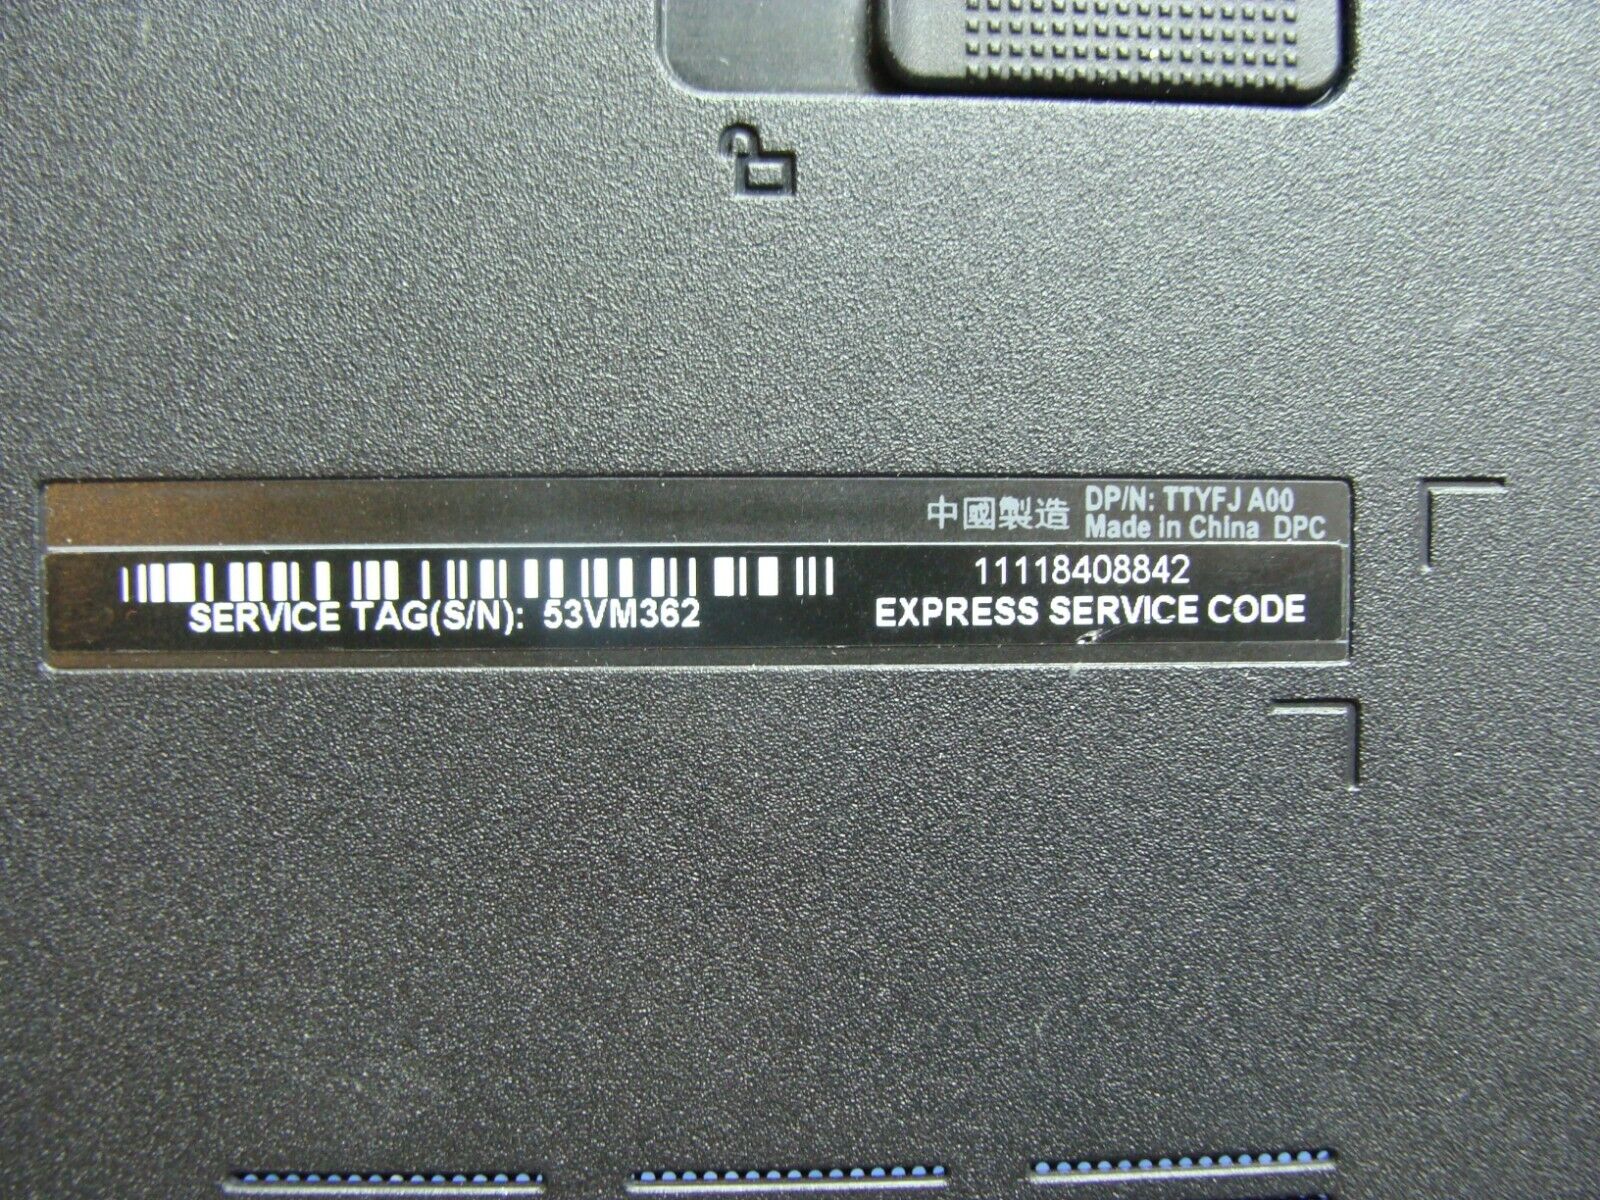 中國製造 DP/N: TTYFJ A00
Made in China DPC
11118408842
SERVICE TAG(S/N): 53VM362 EXPRESS SERVICE CODE